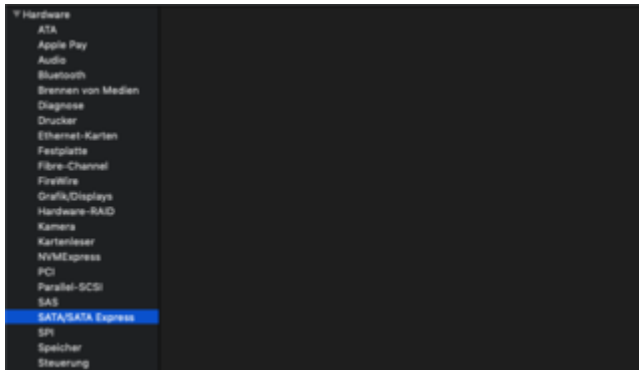 Hardware
ATA
Apple Pay
Audio
Bluetooth
Brennen von Medien
Diagnose
Drucker
Ethernet-Karten
Festplatte
Fibre-Channel
FireWire
Grafik/Displays
Hardware-RAID
Kamera
Kartenleser
NVMExpress
PCI
Parallel-SCSI
SAS
SATA/SATA Express
SPI
Speicher
Steuerung